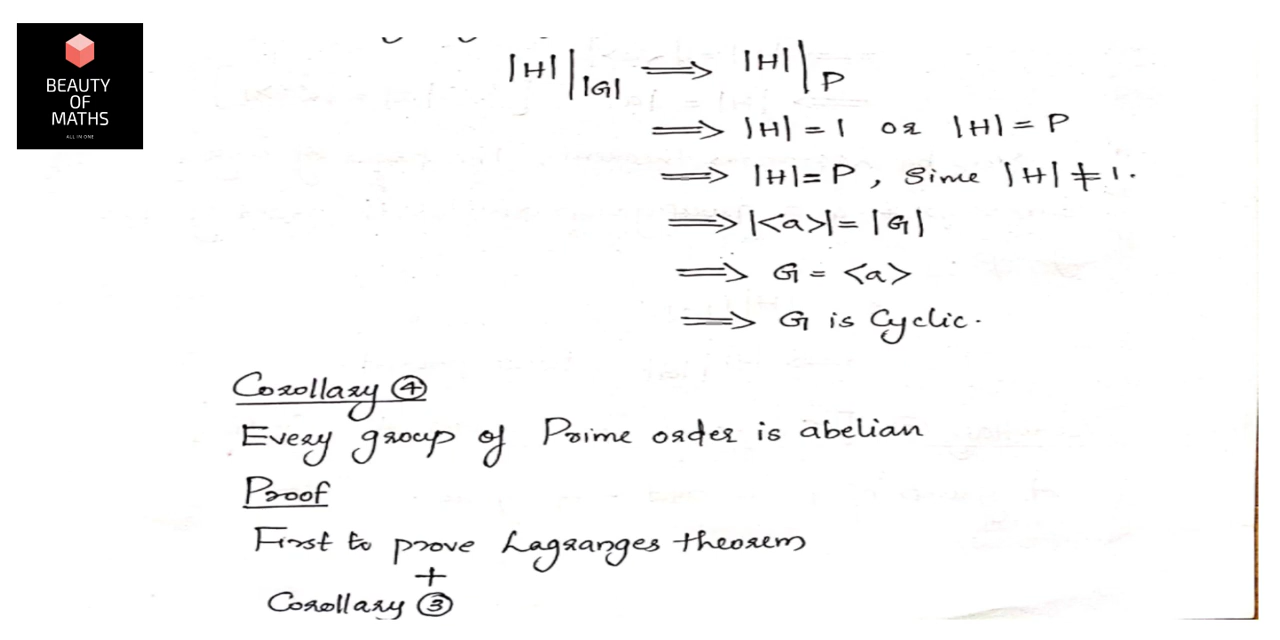 BEAUTY
OF
MATHS
ALL IN ONE
|H| | |G| ⟹ |H| | P
⟹ |H| = 1 or |H| = P
⟹ |H| = P, Sime |H| ≠ 1.
⟹ |<a>| = |G|
⟹ G = <a>
⟹ G is Cyclic.
Corollary ④
Every group of Prime order is abelian
Proof
First to prove Lagranges theorem
+
Corollary ③